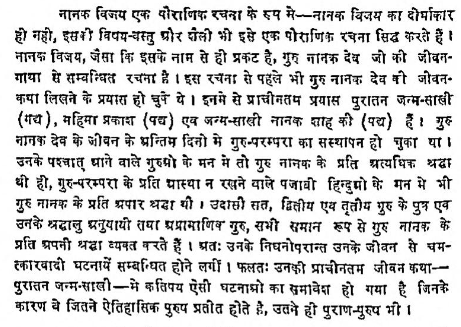 नानक विजय एक पौराणिक रचना के रूप में—नानक विजय का दीर्घाकार
ही नहीं, इसकी विषय-वस्तु और शैली भी इसे एक पौराणिक रचना सिद्ध करते हैं ।
नानक विजय, जैसा कि इसके नाम से ही प्रकट है, गुरु नानक देव जी की जीवन-
गाथा से सम्बन्धित रचना है । इस रचना से पहले भी गुरु नानक देव की जीवन-
कथा लिखने के प्रयास हो चुके थे । इनमे से प्राचीनतम प्रयास पुरातन जन्म-साखी
(गद्य), महिमा प्रकाश (पद्य) एव जन्म-साखी नानक शाह की (पद्य) हैं । गुरु
नानक देव के जीवन के अन्तिम दिनो मे गुरु-परम्परा का सस्थापन हो चुका था ।
उनके पश्चात् आने वाले गुरुओ के मन मे तो गुरु नानक के प्रति अत्यधिक श्रद्धा
थी ही, गुरु-परम्परा के प्रति आस्था न रखने वाले पजाबी हिन्दुओ के मन मे भी
गुरु नानक के प्रति अपार श्रद्धा थी । उदासी सत, द्वितीय एव तृतीय गुरु के पुत्र एव
उनके श्रद्धालु अनुयायी तथा अप्रामाणिक गुरु, सभी समान रूप से गुरु नानक के
प्रति अपनी श्रद्धा व्यक्त करते हैं । अतः उनके निधनोपरान्त उनके जीवन से चम-
त्कारवादी घटनायें सम्बन्धित होने लगीं । फलतः उनकी प्राचीनतम जीवन कथा—
पुरातन जन्म-साखी—मे कतिपय ऐसी घटनाओ का समावेश हो गया है जिनके
कारण वे जितने ऐतिहासिक पुरुष प्रतीत होते है, उतने ही पुराण-पुरुष भी ।